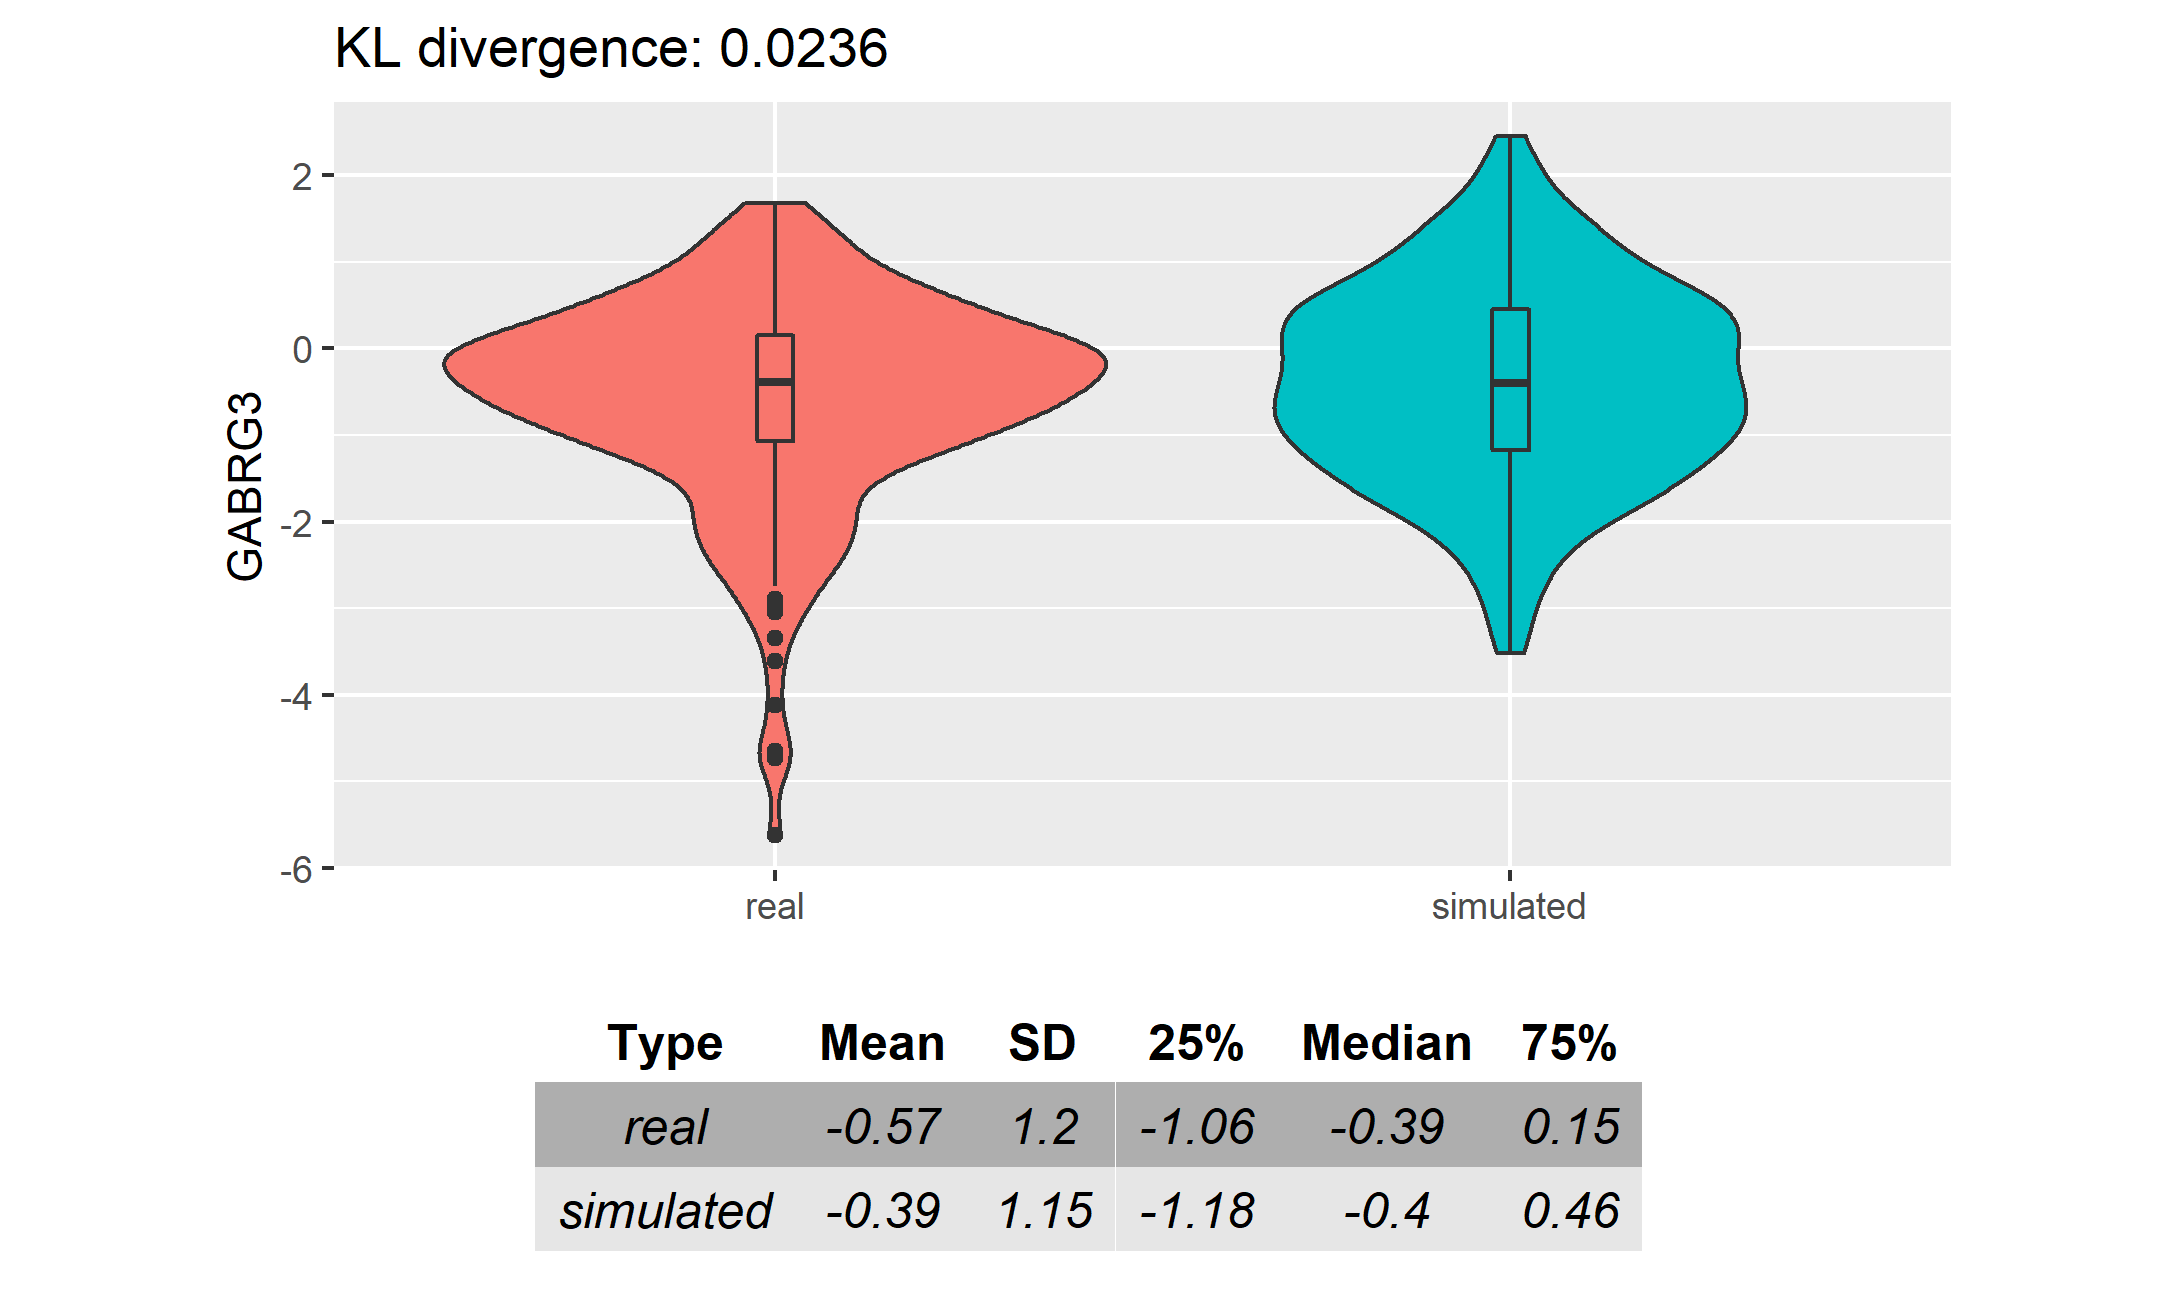 KL divergence: 0.0236
GABRG3
2
0
-2
-4
-6
real simulated
Type Mean SD 25% Median 75%
real -0.57 1.2 -1.06 -0.39 0.15
simulated -0.39 1.15 -1.18 -0.4 0.46